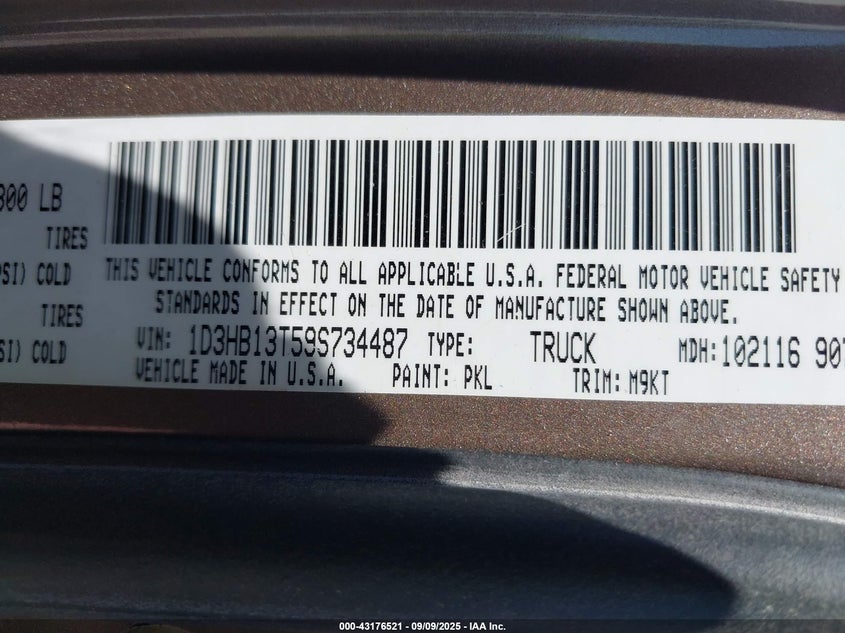 800 LB
TIRES
PSI) COLD
THIS VEHICLE CONFORMS TO ALL APPLICABLE U.S.A. FEDERAL MOTOR VEHICLE SAFETY
STANDARDS IN EFFECT ON THE DATE OF MANUFACTURE SHOWN ABOVE.
TIRES
SI) COLD
VIN: 1D3HB13T59S734487 TYPE: TRUCK MDH: 102116 907
VEHICLE MADE IN U.S.A. PAINT: PKL TRIM: M9KT
000-43176521 - 09/09/2025 - IAA Inc.